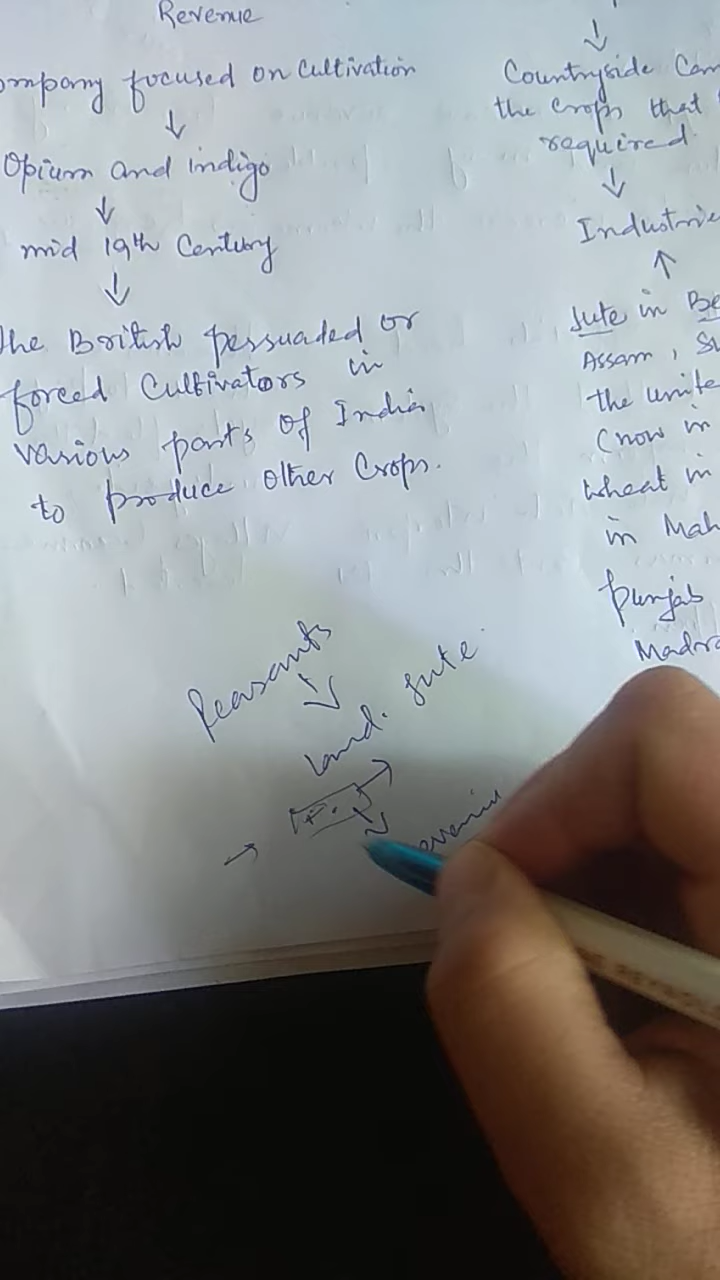 Revenue
ompany focused on Cultivation
↓
Opium and indigo
↓
mid 19th Century
↓
The British persuaded or
forced Cultivators in
various parts of India
to produce other Crops.
↓
Countryside
the Crops that
required
↓
Industrie
↑
Jute in Be
Assam,
the unite
(now in
Wheat in
in Mah
Punjab
Madra
Peasants
↓
Land. Jute.